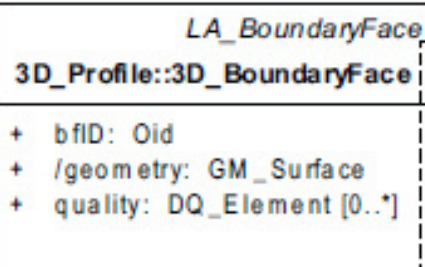 LA_BoundaryFace
3D_Profile::3D_BoundaryFace
+ bfID: Oid
+ /geometry: GM_Surface
+ quality: DQ_Element [0..*]